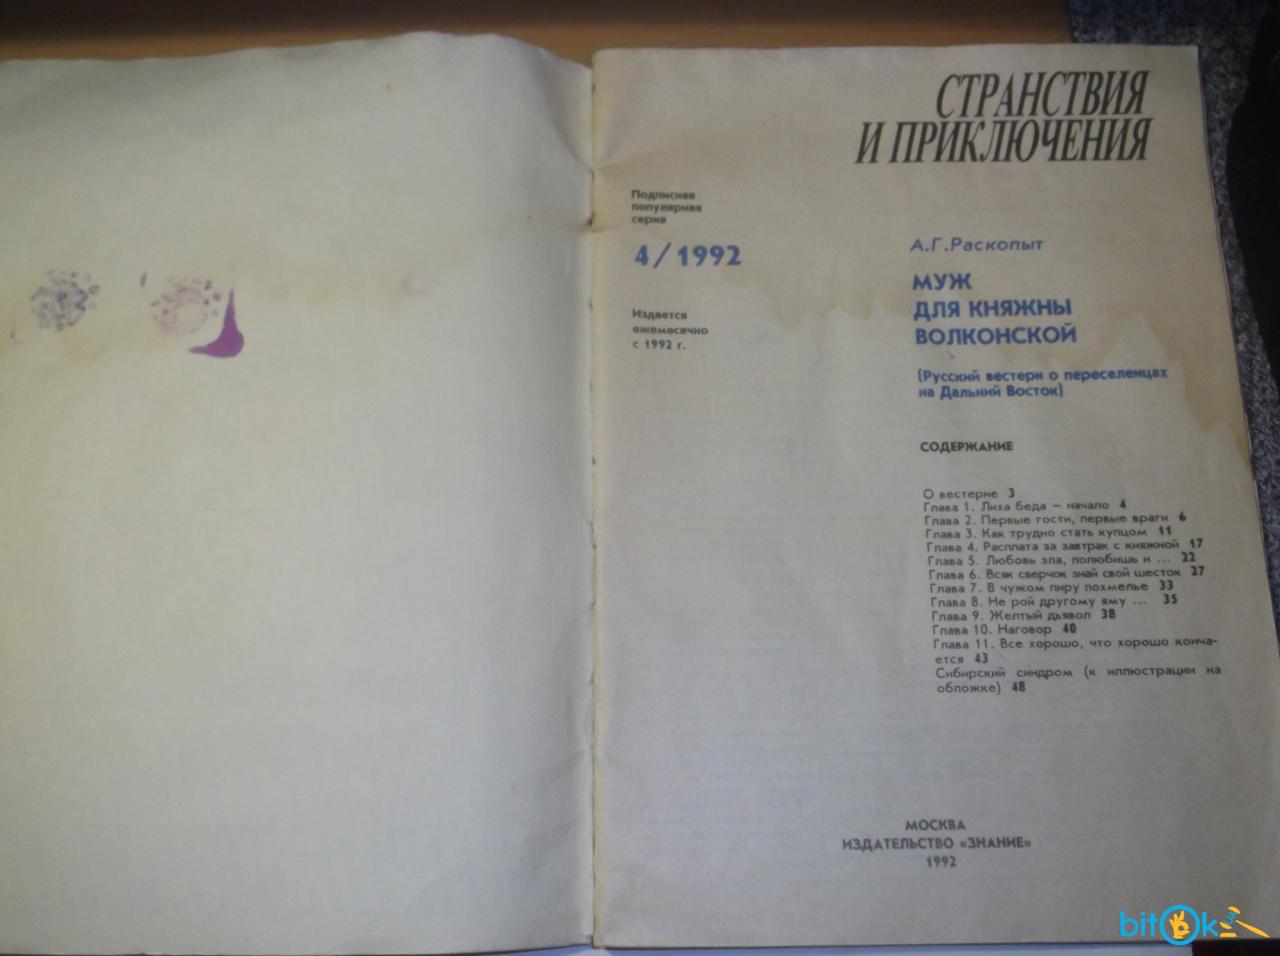 СТРАНСТВИЯ
И ПРИКЛЮЧЕНИЯ
Подписная
популярная
серия
4/1992
Издается
ежемесячно
с 1992 г.
А.Г.Раскопыт
МУЖ
ДЛЯ КНЯЖНЫ
ВОЛКОНСКОЙ
(Русский вестерн о переселенцах
на Дальний Восток)
СОДЕРЖАНИЕ
О вестерне 3
Глава 1. Лиха беда — начало 4
Глава 2. Первые гости, первые враги 6
Глава 3. Как трудно стать купцом 11
Глава 4. Расплата за завтрак с княжной 17
Глава 5. Любовь зла, полюбишь и ... 22
Глава 6. Всяк сверчок знай свой шесток 27
Глава 7. В чужом пиру похмелье 33
Глава 8. Не рой другому яму ... 35
Глава 9. Желтый дьявол 38
Глава 10. Наговор 40
Глава 11. Все хорошо, что хорошо конча-
ется 43
Сибирский синдром (к иллюстрации на
обложке) 48
МОСКВА
ИЗДАТЕЛЬСТВО «ЗНАНИЕ»
1992
bitOk